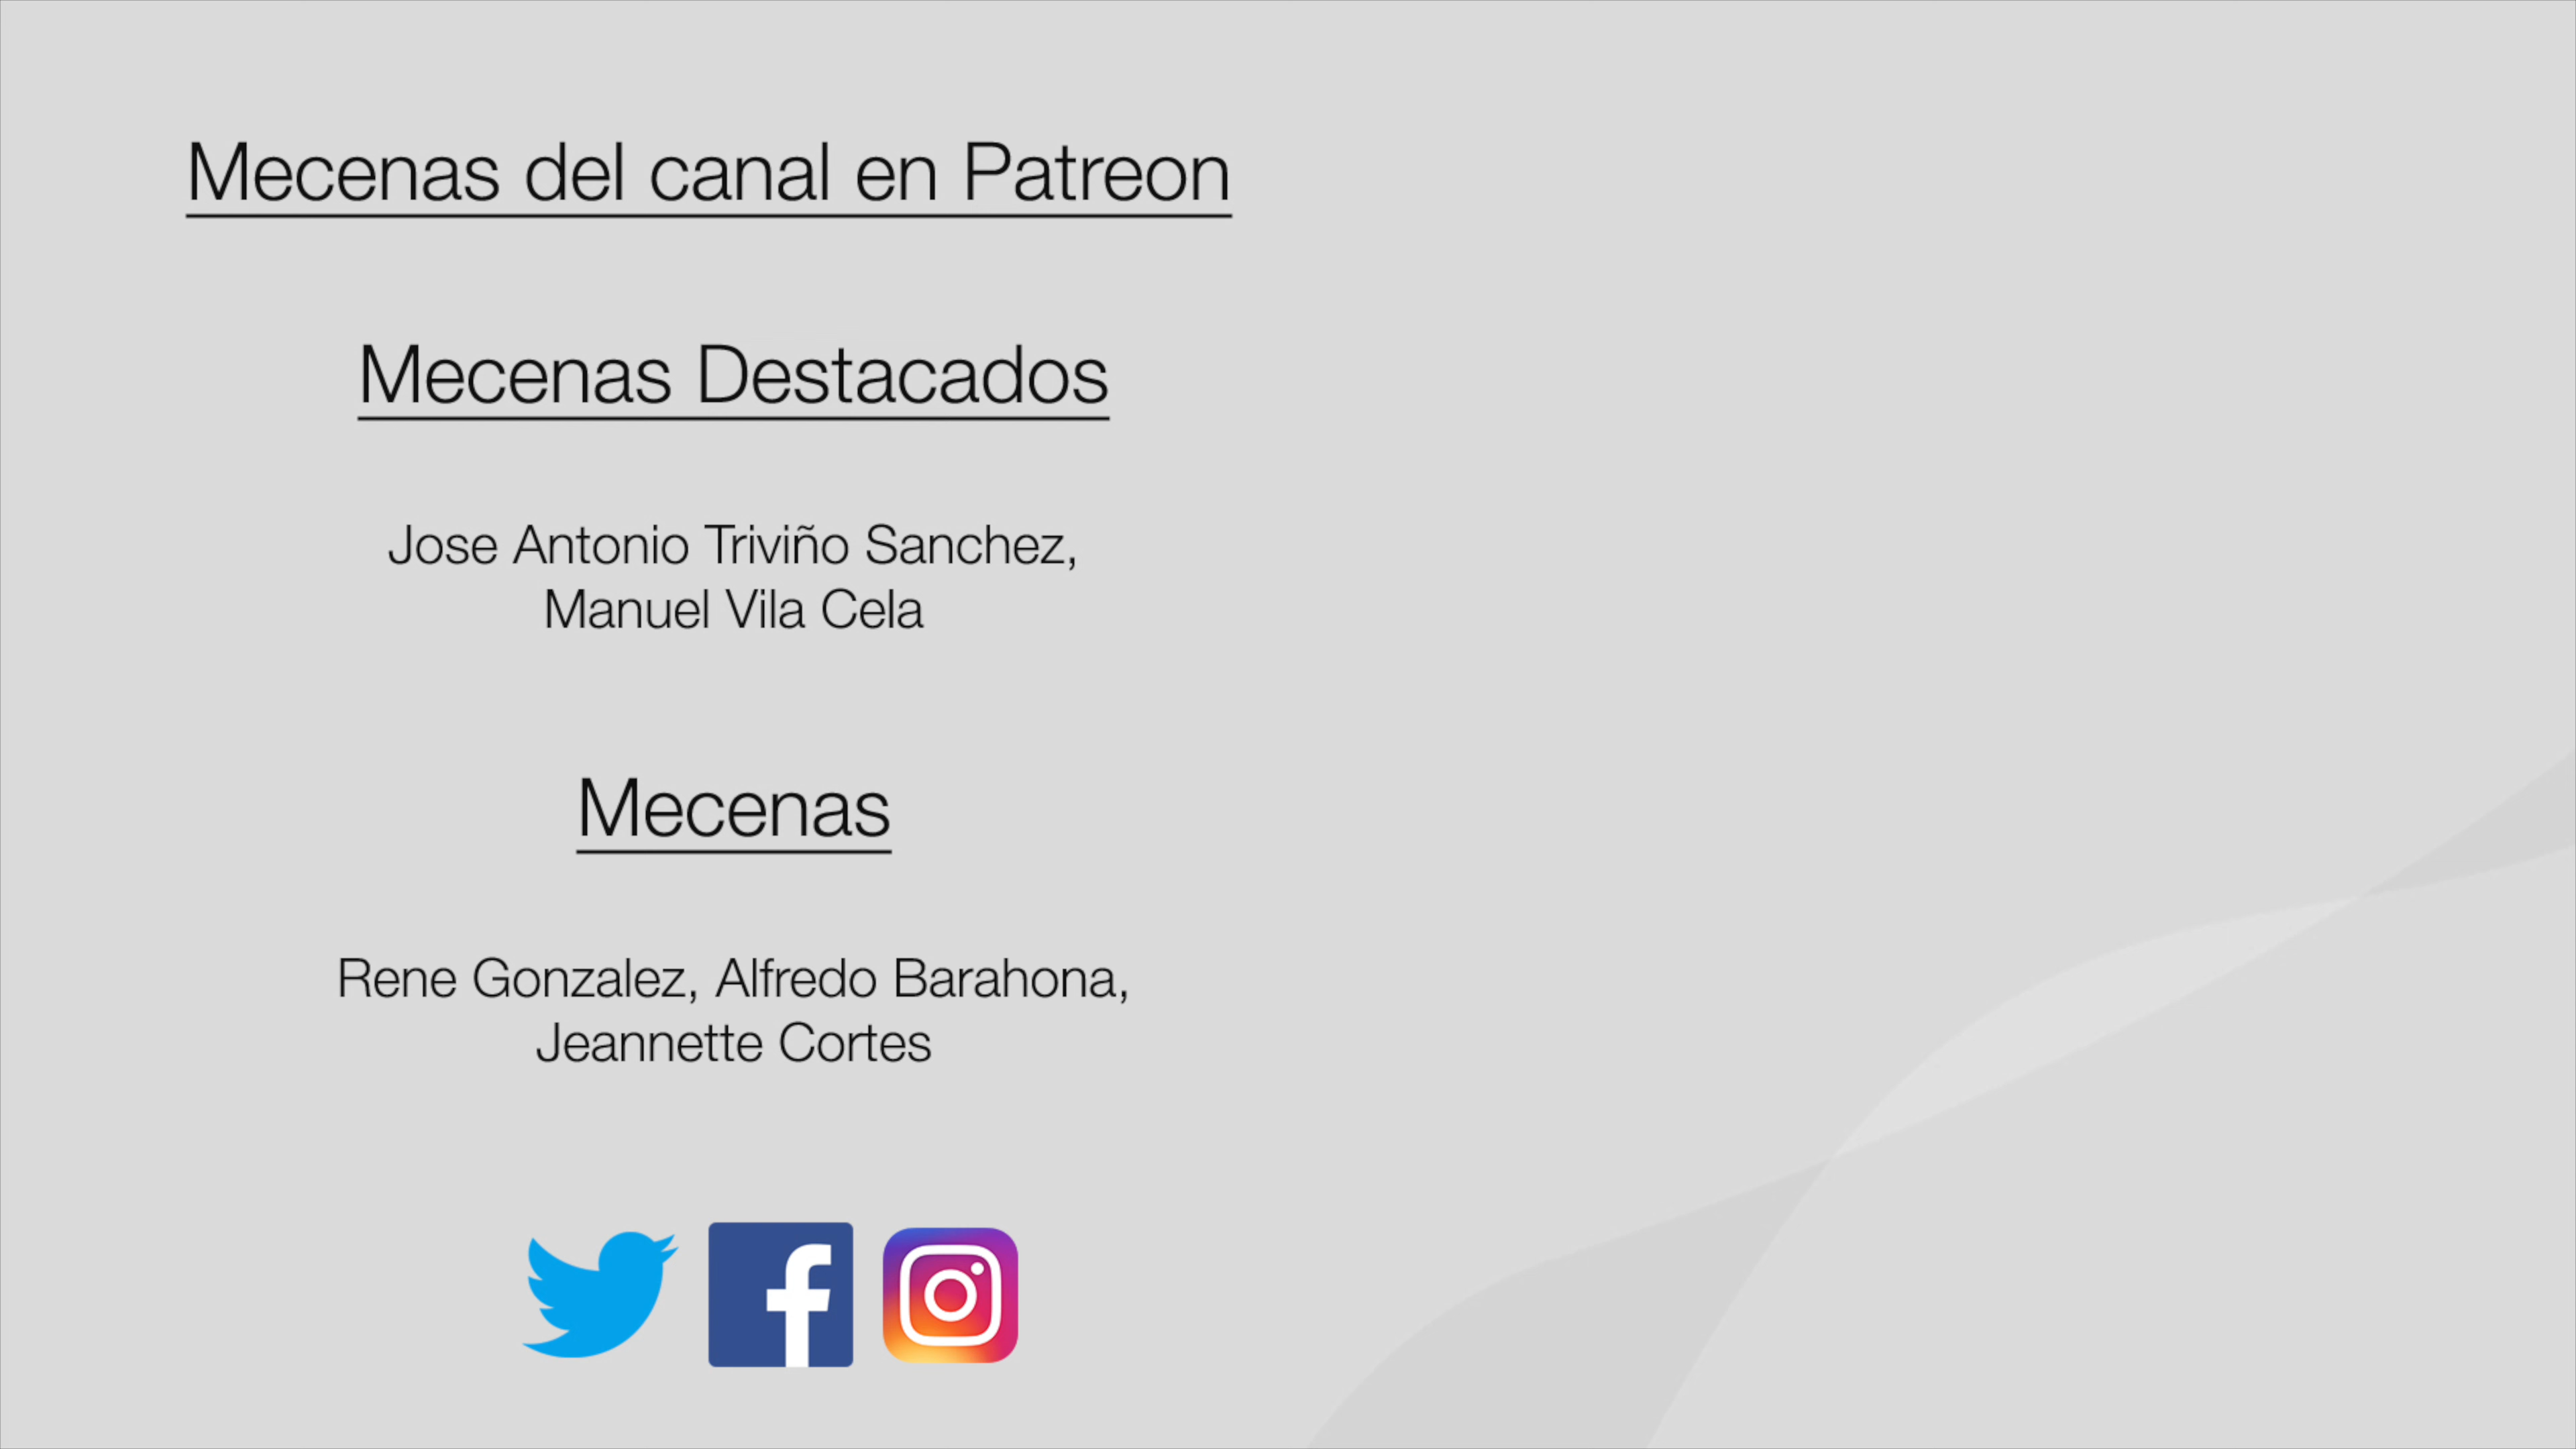 Mecenas del canal en Patreon
Mecenas Destacados
Jose Antonio Triviño Sanchez,
Manuel Vila Cela
Mecenas
Rene Gonzalez, Alfredo Barahona,
Jeannette Cortes